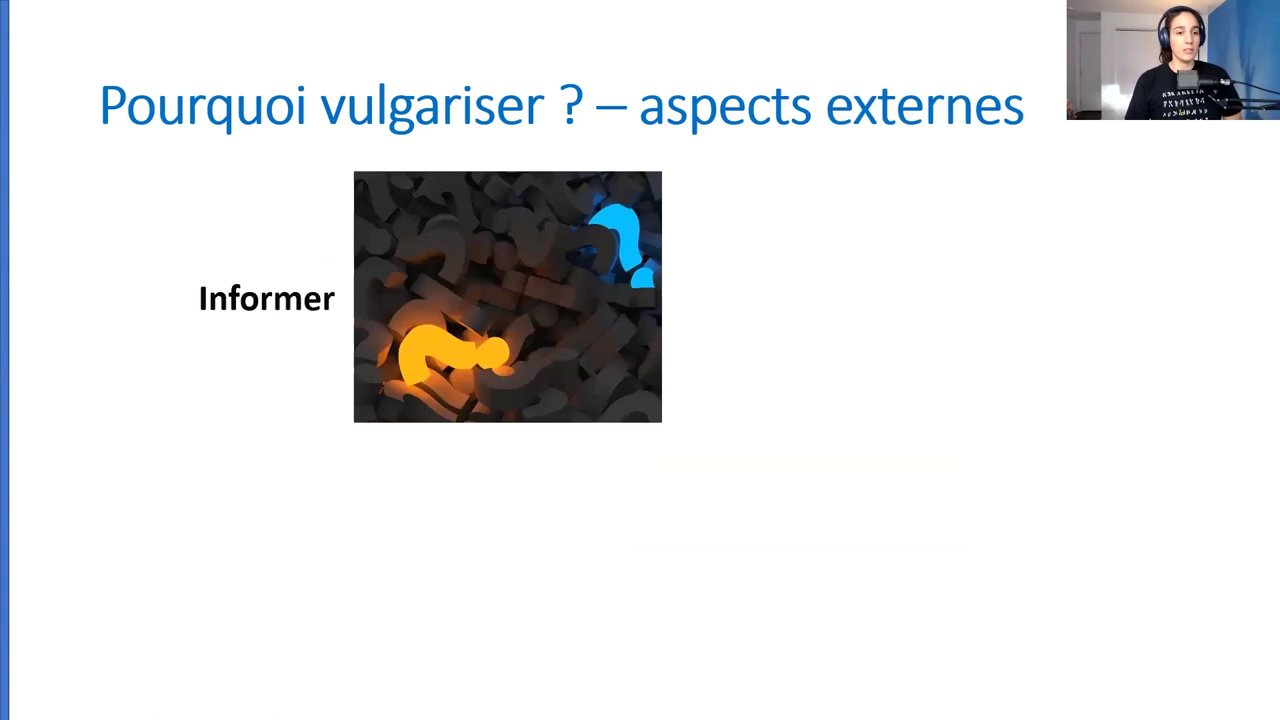 Pourquoi vulgariser ? – aspects externes
Informer